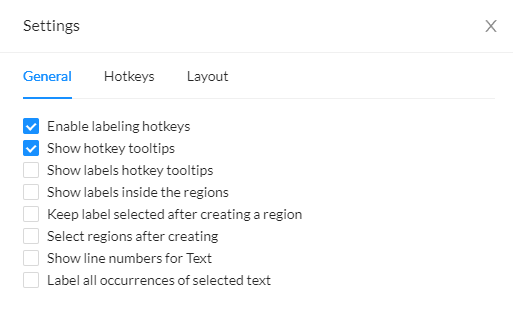 Settings
General Hotkeys Layout
Enable labeling hotkeys
Show hotkey tooltips
Show labels hotkey tooltips
Show labels inside the regions
Keep label selected after creating a region
Select regions after creating
Show line numbers for Text
Label all occurrences of selected text